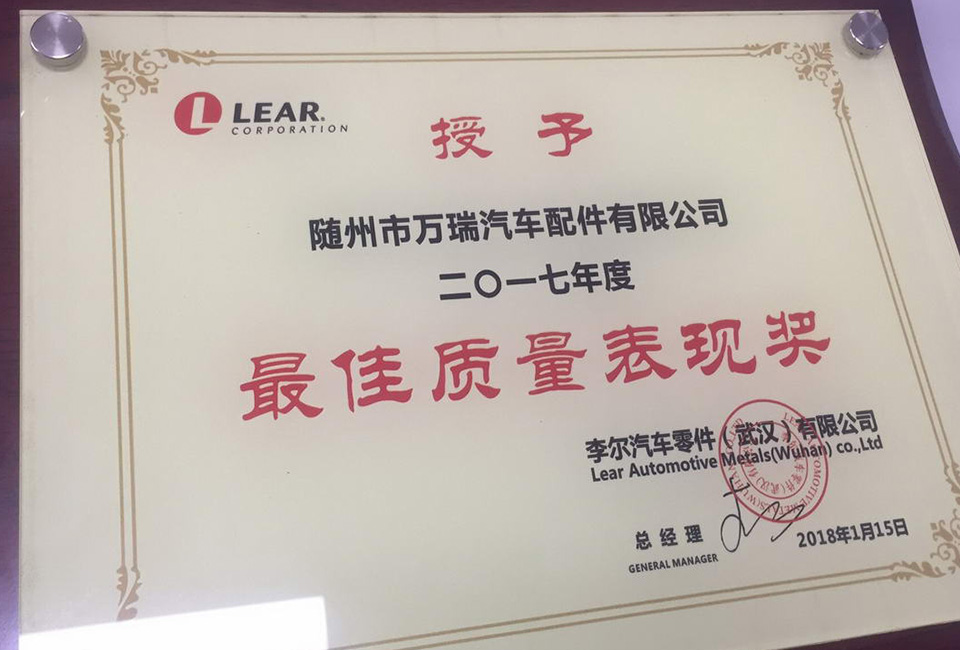 LEAR.
CORPORATION
授予
随州市万瑞汽车配件有限公司
二〇一七年度
最佳质量表现奖
李尔汽车零件(武汉)有限公司
Lear Automotive Metals(Wuhan) co.,Ltd
总经理
GENERAL MANAGER
2018年1月15日